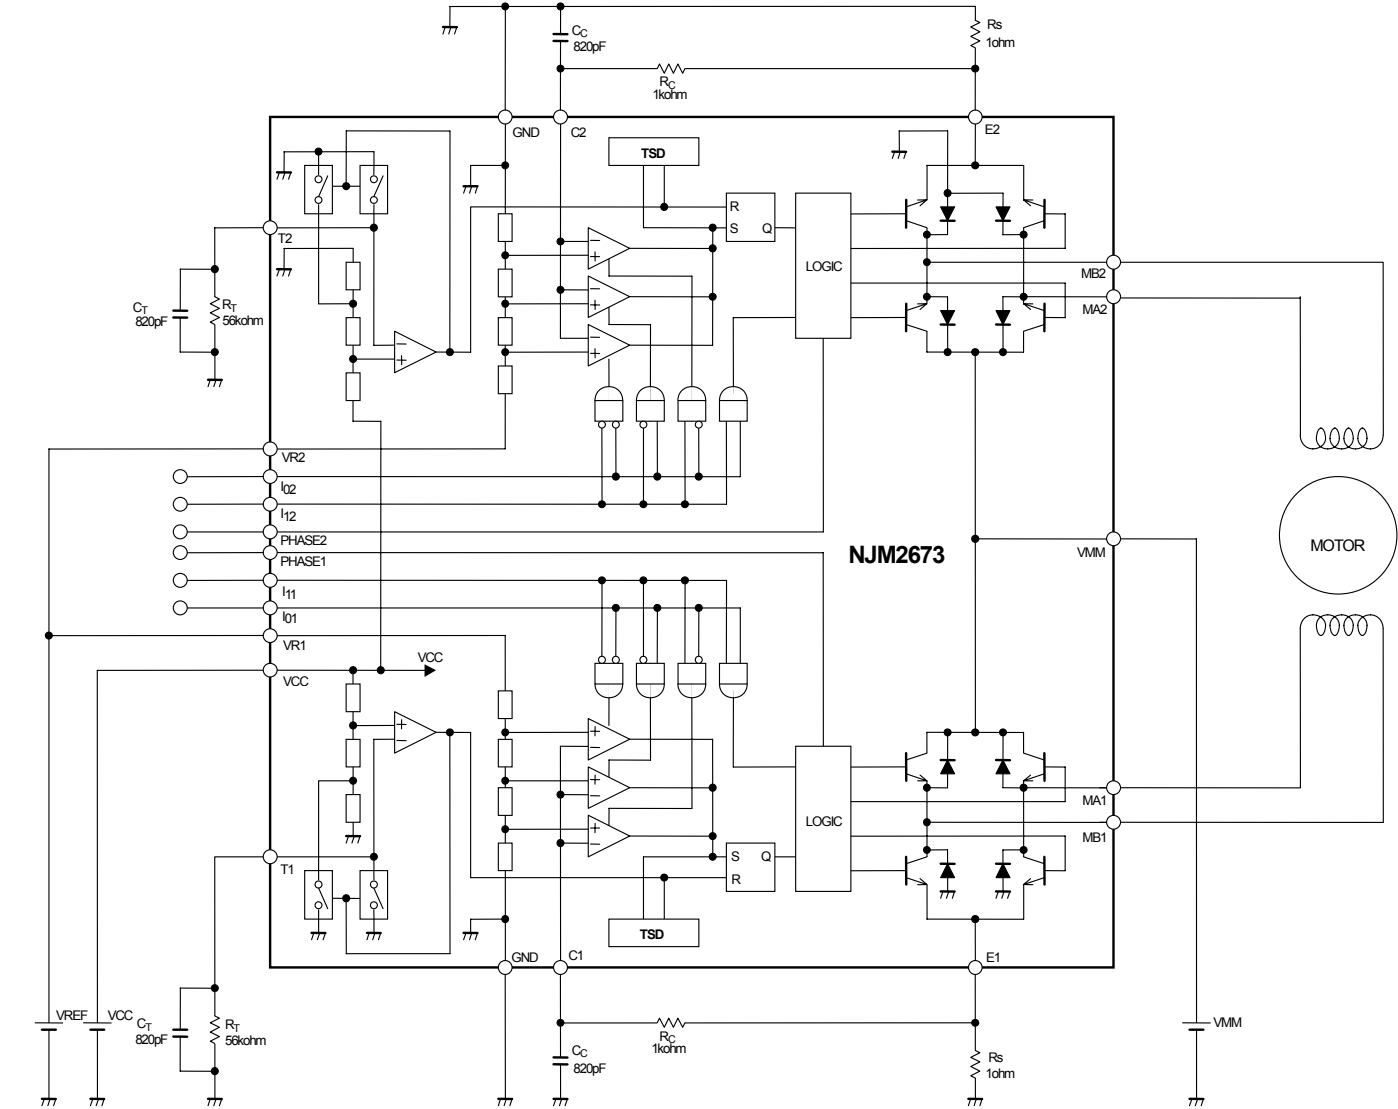 Rs
1ohm
CC
820pF
RC
1kohm
GND
C2
E2
TSD
R
S
Q
LOGIC
T2
−
+
−
+
−
+
−
+
MB2
MA2
CT
820pF
RT
56kohm
VR2
I02
I12
PHASE2
PHASE1
I11
I01
VR1
VCC
VCC
NJM2673
VMM
MOTOR
+
−
+
−
+
−
+
−
LOGIC
MA1
MB1
S
R
Q
T1
TSD
GND
C1
E1
VREF
VCC
CT
820pF
RT
56kohm
RC
1kohm
CC
820pF
Rs
1ohm
VMM